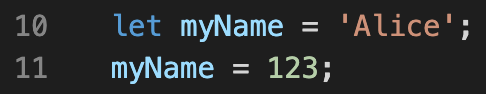 10 let myName = 'Alice';
11 myName = 123;